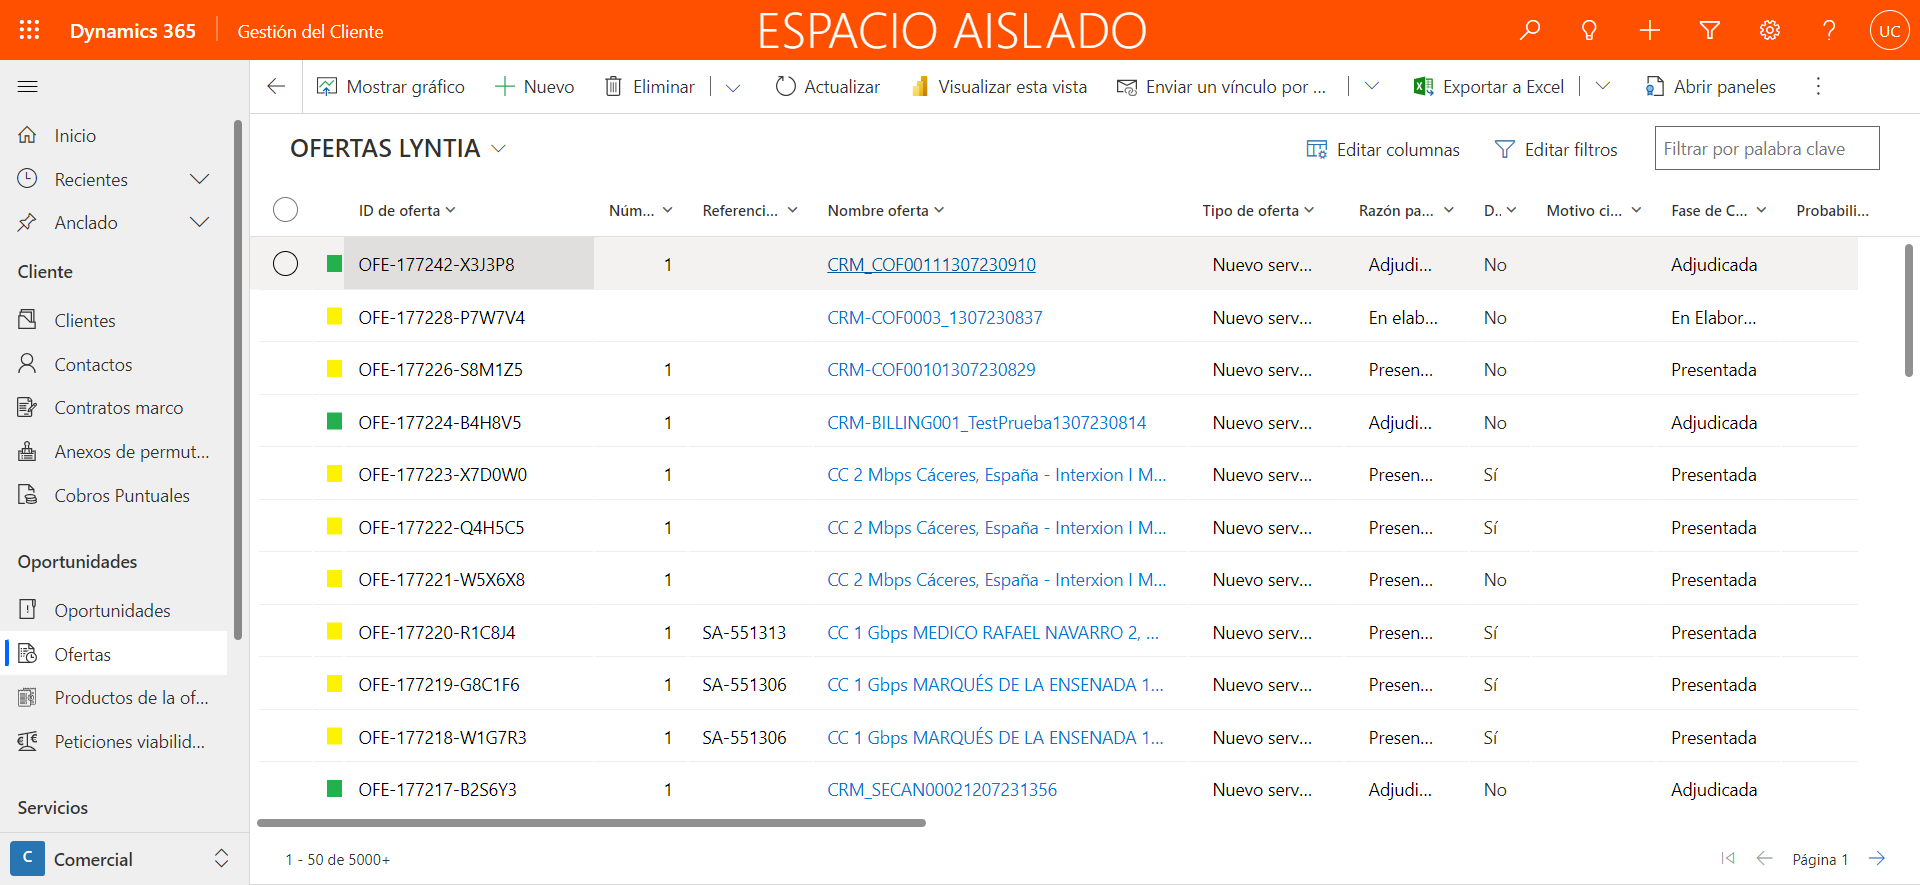 Dynamics 365 Gestión del Cliente ESPACIO AISLADO UC
Mostrar gráfico Nuevo Eliminar Actualizar Visualizar esta vista Enviar un vínculo por ... Exportar a Excel Abrir paneles
Inicio
Recientes
Anclado
Cliente
Clientes
Contactos
Contratos marco
Anexos de permut...
Cobros Puntuales
Oportunidades
Oportunidades
Ofertas
Productos de la of...
Peticiones viabilid...
Servicios
C Comercial
OFERTAS LYNTIA Editar columnas Editar filtros Filtrar por palabra clave
ID de oferta Núm... Referenci... Nombre oferta Tipo de oferta Razón pa... D.. Motivo ci... Fase de C... Probabili...
OFE-177242-X3J3P8 1 CRM_COF00111307230910 Nuevo serv... Adjudi... No Adjudicada
OFE-177228-P7W7V4 CRM-COF0003_1307230837 Nuevo serv... En elab... No En Elabor...
OFE-177226-S8M1Z5 1 CRM-COF00101307230829 Nuevo serv... Presen... No Presentada
OFE-177224-B4H8V5 1 CRM-BILLING001_TestPrueba1307230814 Nuevo serv... Adjudi... No Adjudicada
OFE-177223-X7D0W0 1 CC 2 Mbps Cáceres, España - Interxion I M... Nuevo serv... Presen... Sí Presentada
OFE-177222-Q4H5C5 1 CC 2 Mbps Cáceres, España - Interxion I M... Nuevo serv... Presen... Sí Presentada
OFE-177221-W5X6X8 1 CC 2 Mbps Cáceres, España - Interxion I M... Nuevo serv... Presen... No Presentada
OFE-177220-R1C8J4 1 SA-551313 CC 1 Gbps MEDICO RAFAEL NAVARRO 2, ... Nuevo serv... Presen... Sí Presentada
OFE-177219-G8C1F6 1 SA-551306 CC 1 Gbps MARQUÉS DE LA ENSENADA 1... Nuevo serv... Presen... Sí Presentada
OFE-177218-W1G7R3 1 SA-551306 CC 1 Gbps MARQUÉS DE LA ENSENADA 1... Nuevo serv... Presen... Sí Presentada
OFE-177217-B2S6Y3 1 CRM_SECAN00021207231356 Nuevo serv... Adjudi... No Adjudicada
1 - 50 de 5000+ Página 1